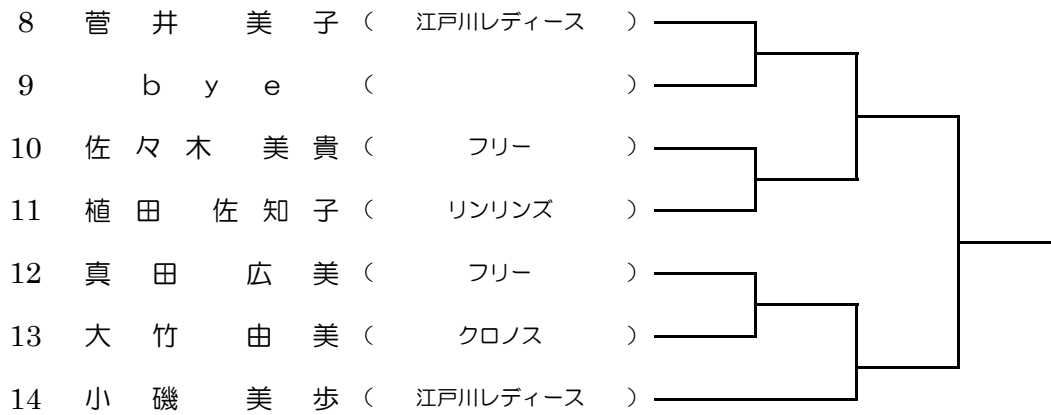 8 菅井 美子 ( 江戸川レディース )
9 bye ( )
10 佐々木 美貴 ( フリー )
11 植田 佐知子 ( リンリンズ )
12 真田 広美 ( フリー )
13 大竹 由美 ( クロノス )
14 小磯 美歩 ( 江戸川レディース )